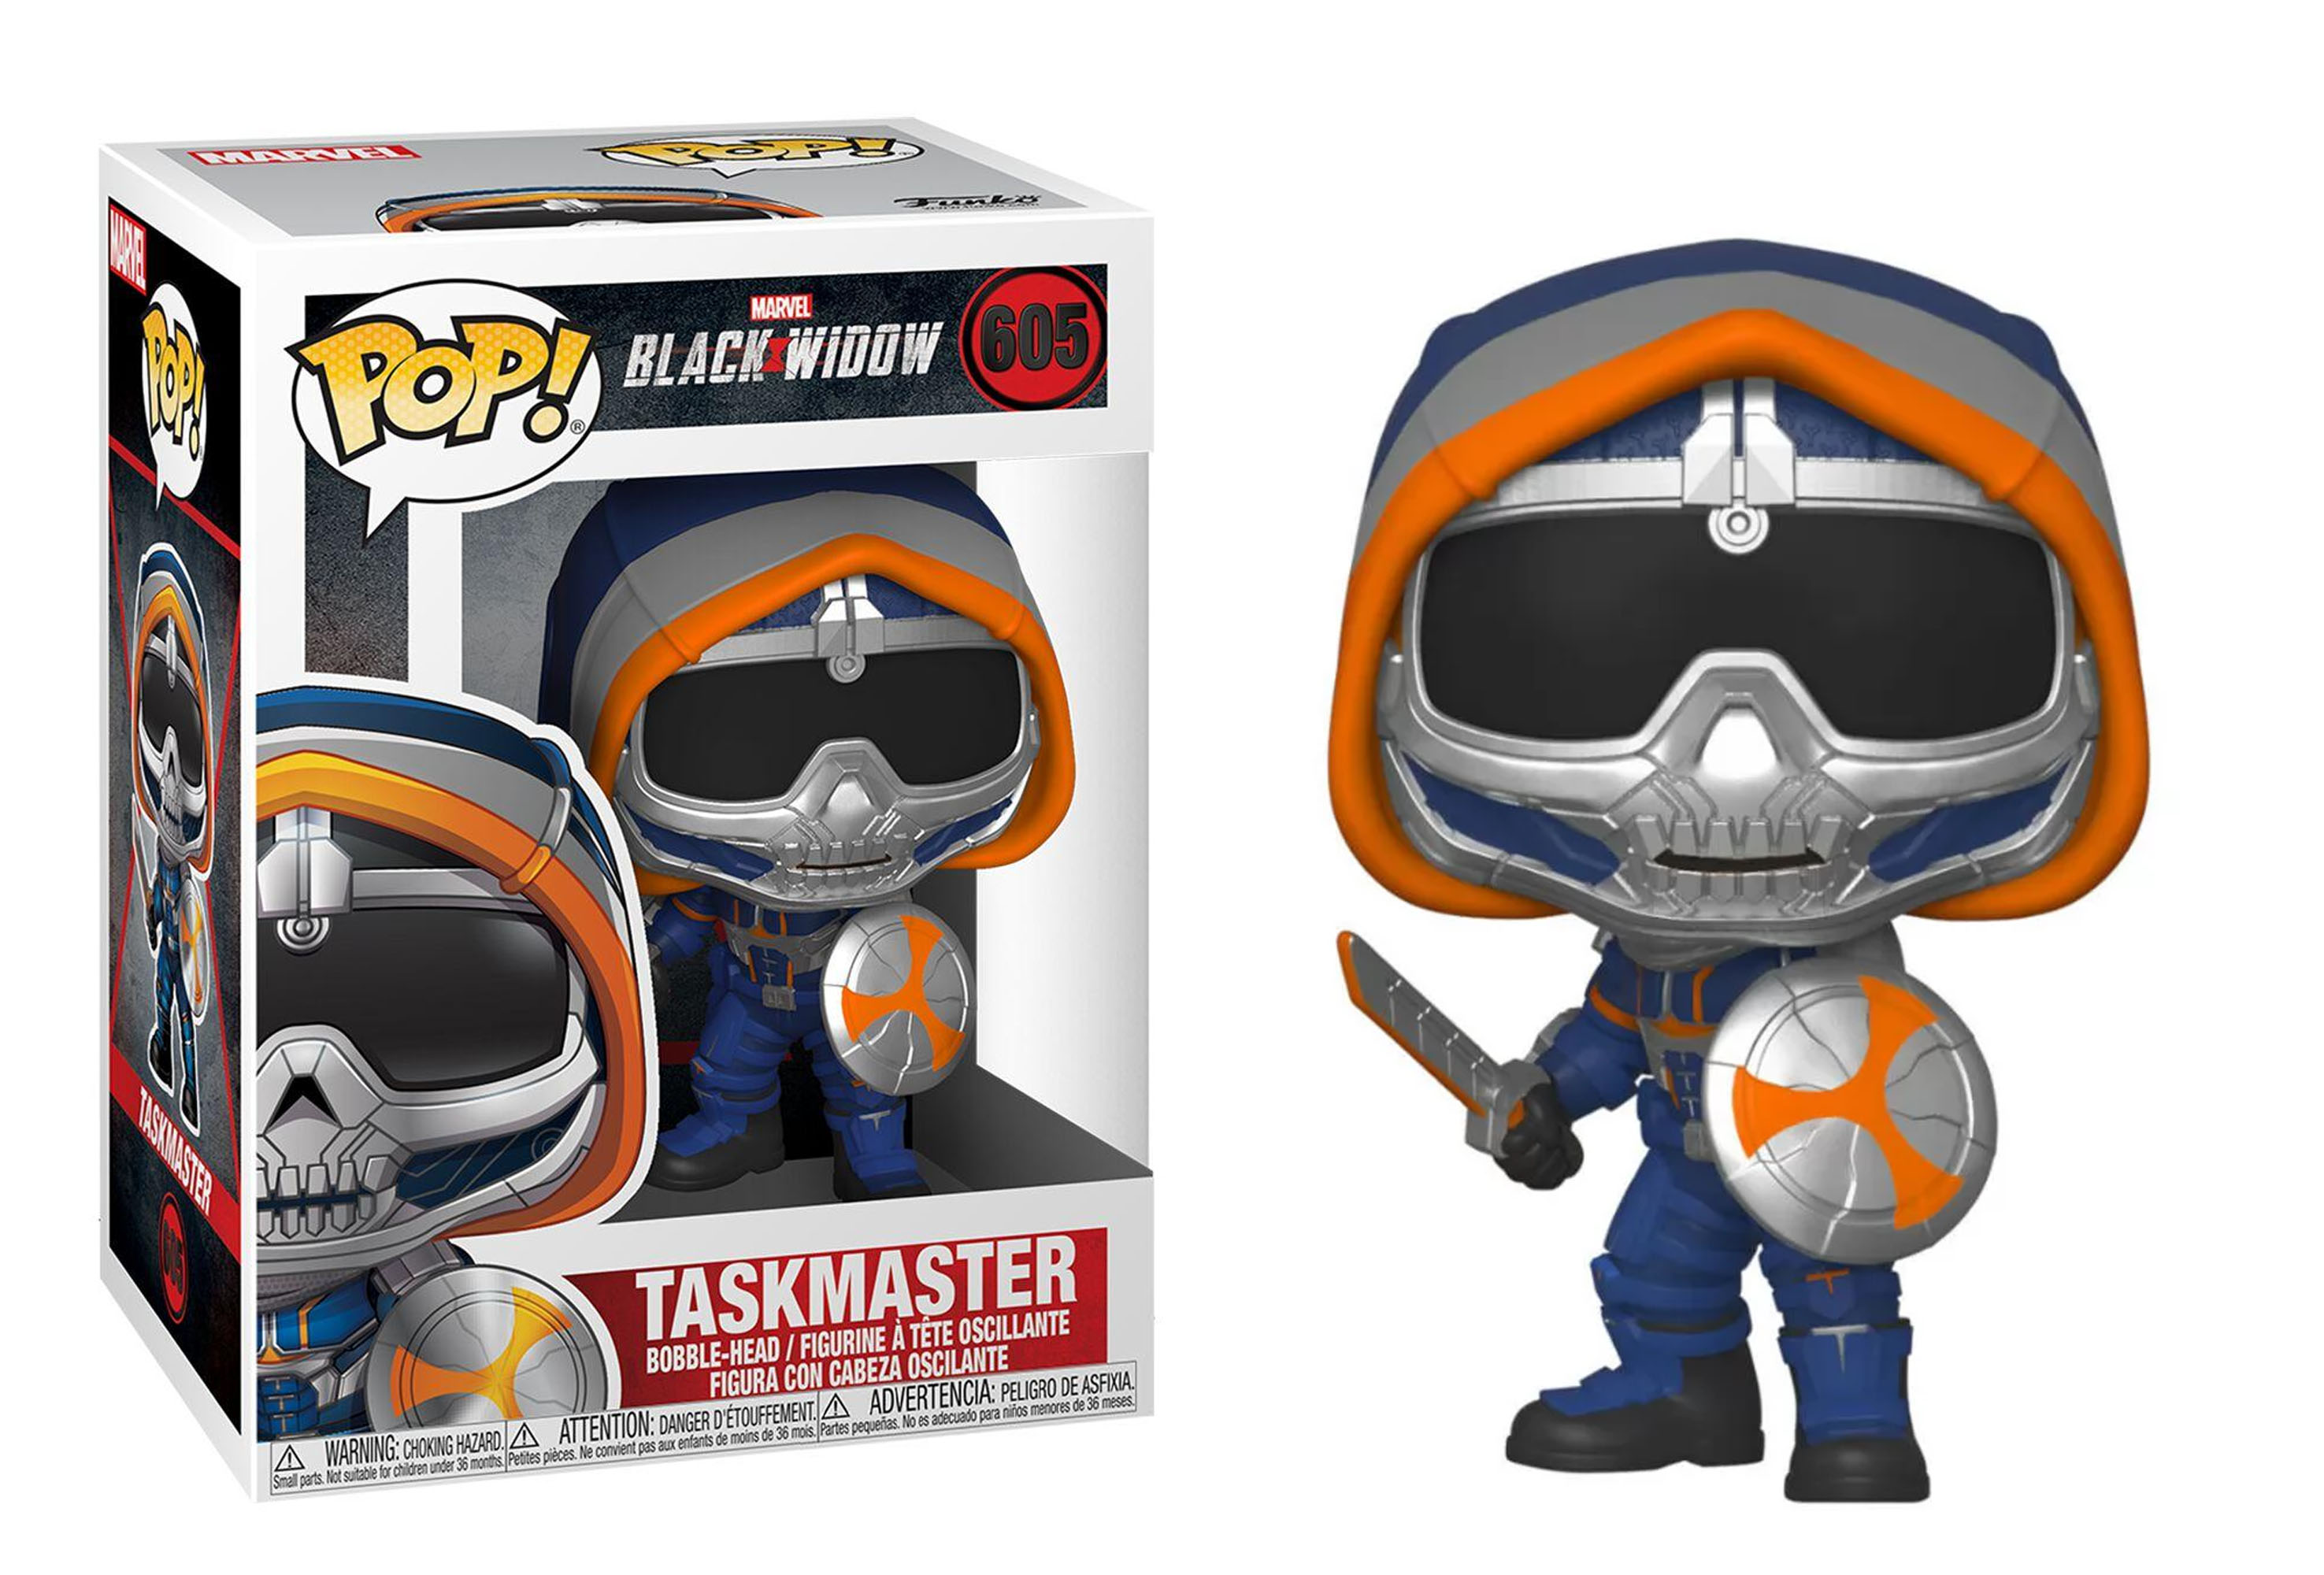 MARVEL
POP!
Funko
MARVEL
POP!
TASKMASTER
605
POP!®
MARVEL
BLACK WIDOW
605
TASKMASTER
BOBBLE-HEAD / FIGURINE À TÊTE OSCILLANTE
FIGURA CON CABEZA OSCILANTE
WARNING: CHOKING HAZARD.
Small parts. Not suitable for children under 36 months.
ATTENTION: DANGER D'ÉTOUFFEMENT.
Petites pièces. Ne convient pas aux enfants de moins de 36 mois.
ADVERTENCIA: PELIGRO DE ASFIXIA.
Partes pequeñas. No es adecuado para niños menores de 36 meses.